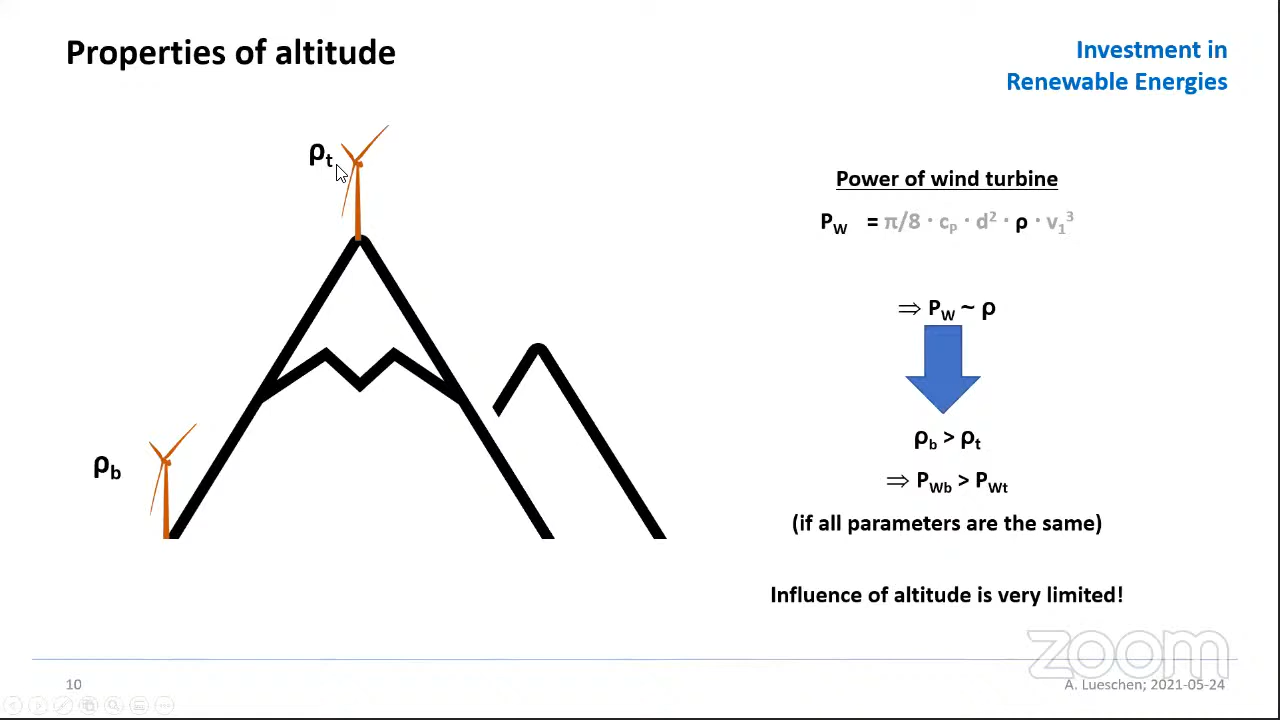 Properties of altitude
Investment in
Renewable Energies
ρt
Power of wind turbine
PW = π/8 · cP · d² · ρ · v₁³
⇒ PW ~ ρ
ρb > ρt
ρb
⇒ PWb > PWt
(if all parameters are the same)
Influence of altitude is very limited!
zoom
10
A. Lueschen; 2021-05-24